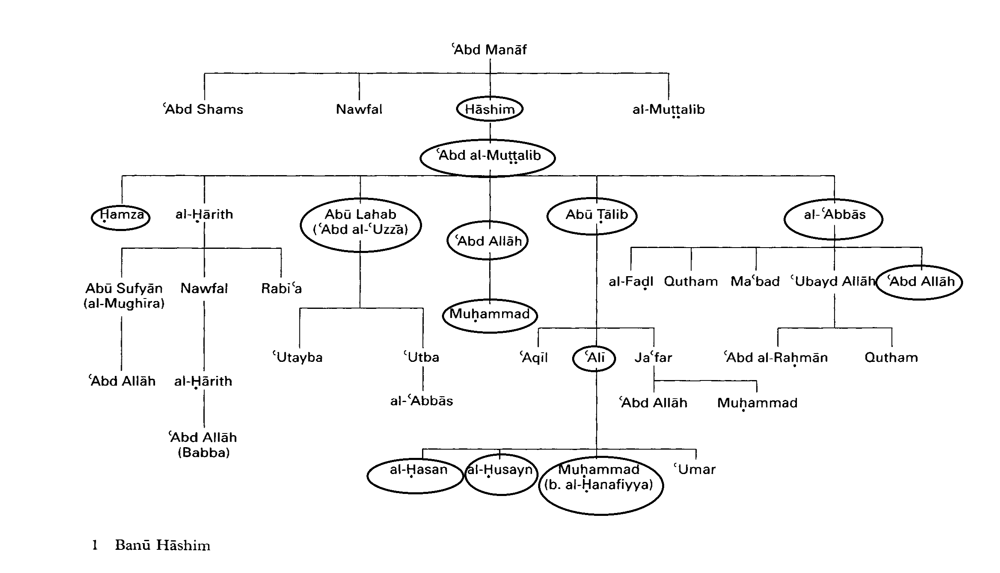 ʿAbd Manāf
ʿAbd Shams Nawfal Hāshim al-Muṭṭalib
ʿAbd al-Muṭṭalib
Ḥamza al-Ḥārith Abū Lahab Abū Ṭālib al-ʿAbbās
(ʿAbd al-ʿUzzā)
ʿAbd Allāh
al-Faḍl Qutham Maʿbad ʿUbayd Allāh ʿAbd Allāh
Abū Sufyān Nawfal Rabīʿa
(al-Mughīra)
Muḥammad
ʿUtayba ʿUtba ʿAqīl ʿAlī Jaʿfar ʿAbd al-Raḥmān Qutham
ʿAbd Allāh al-Ḥārith
al-ʿAbbās ʿAbd Allāh Muḥammad
ʿAbd Allāh
(Babba)
al-Ḥasan al-Ḥusayn Muḥammad ʿUmar
(b. al-Ḥanafiyya)
1 Banū Hāshim